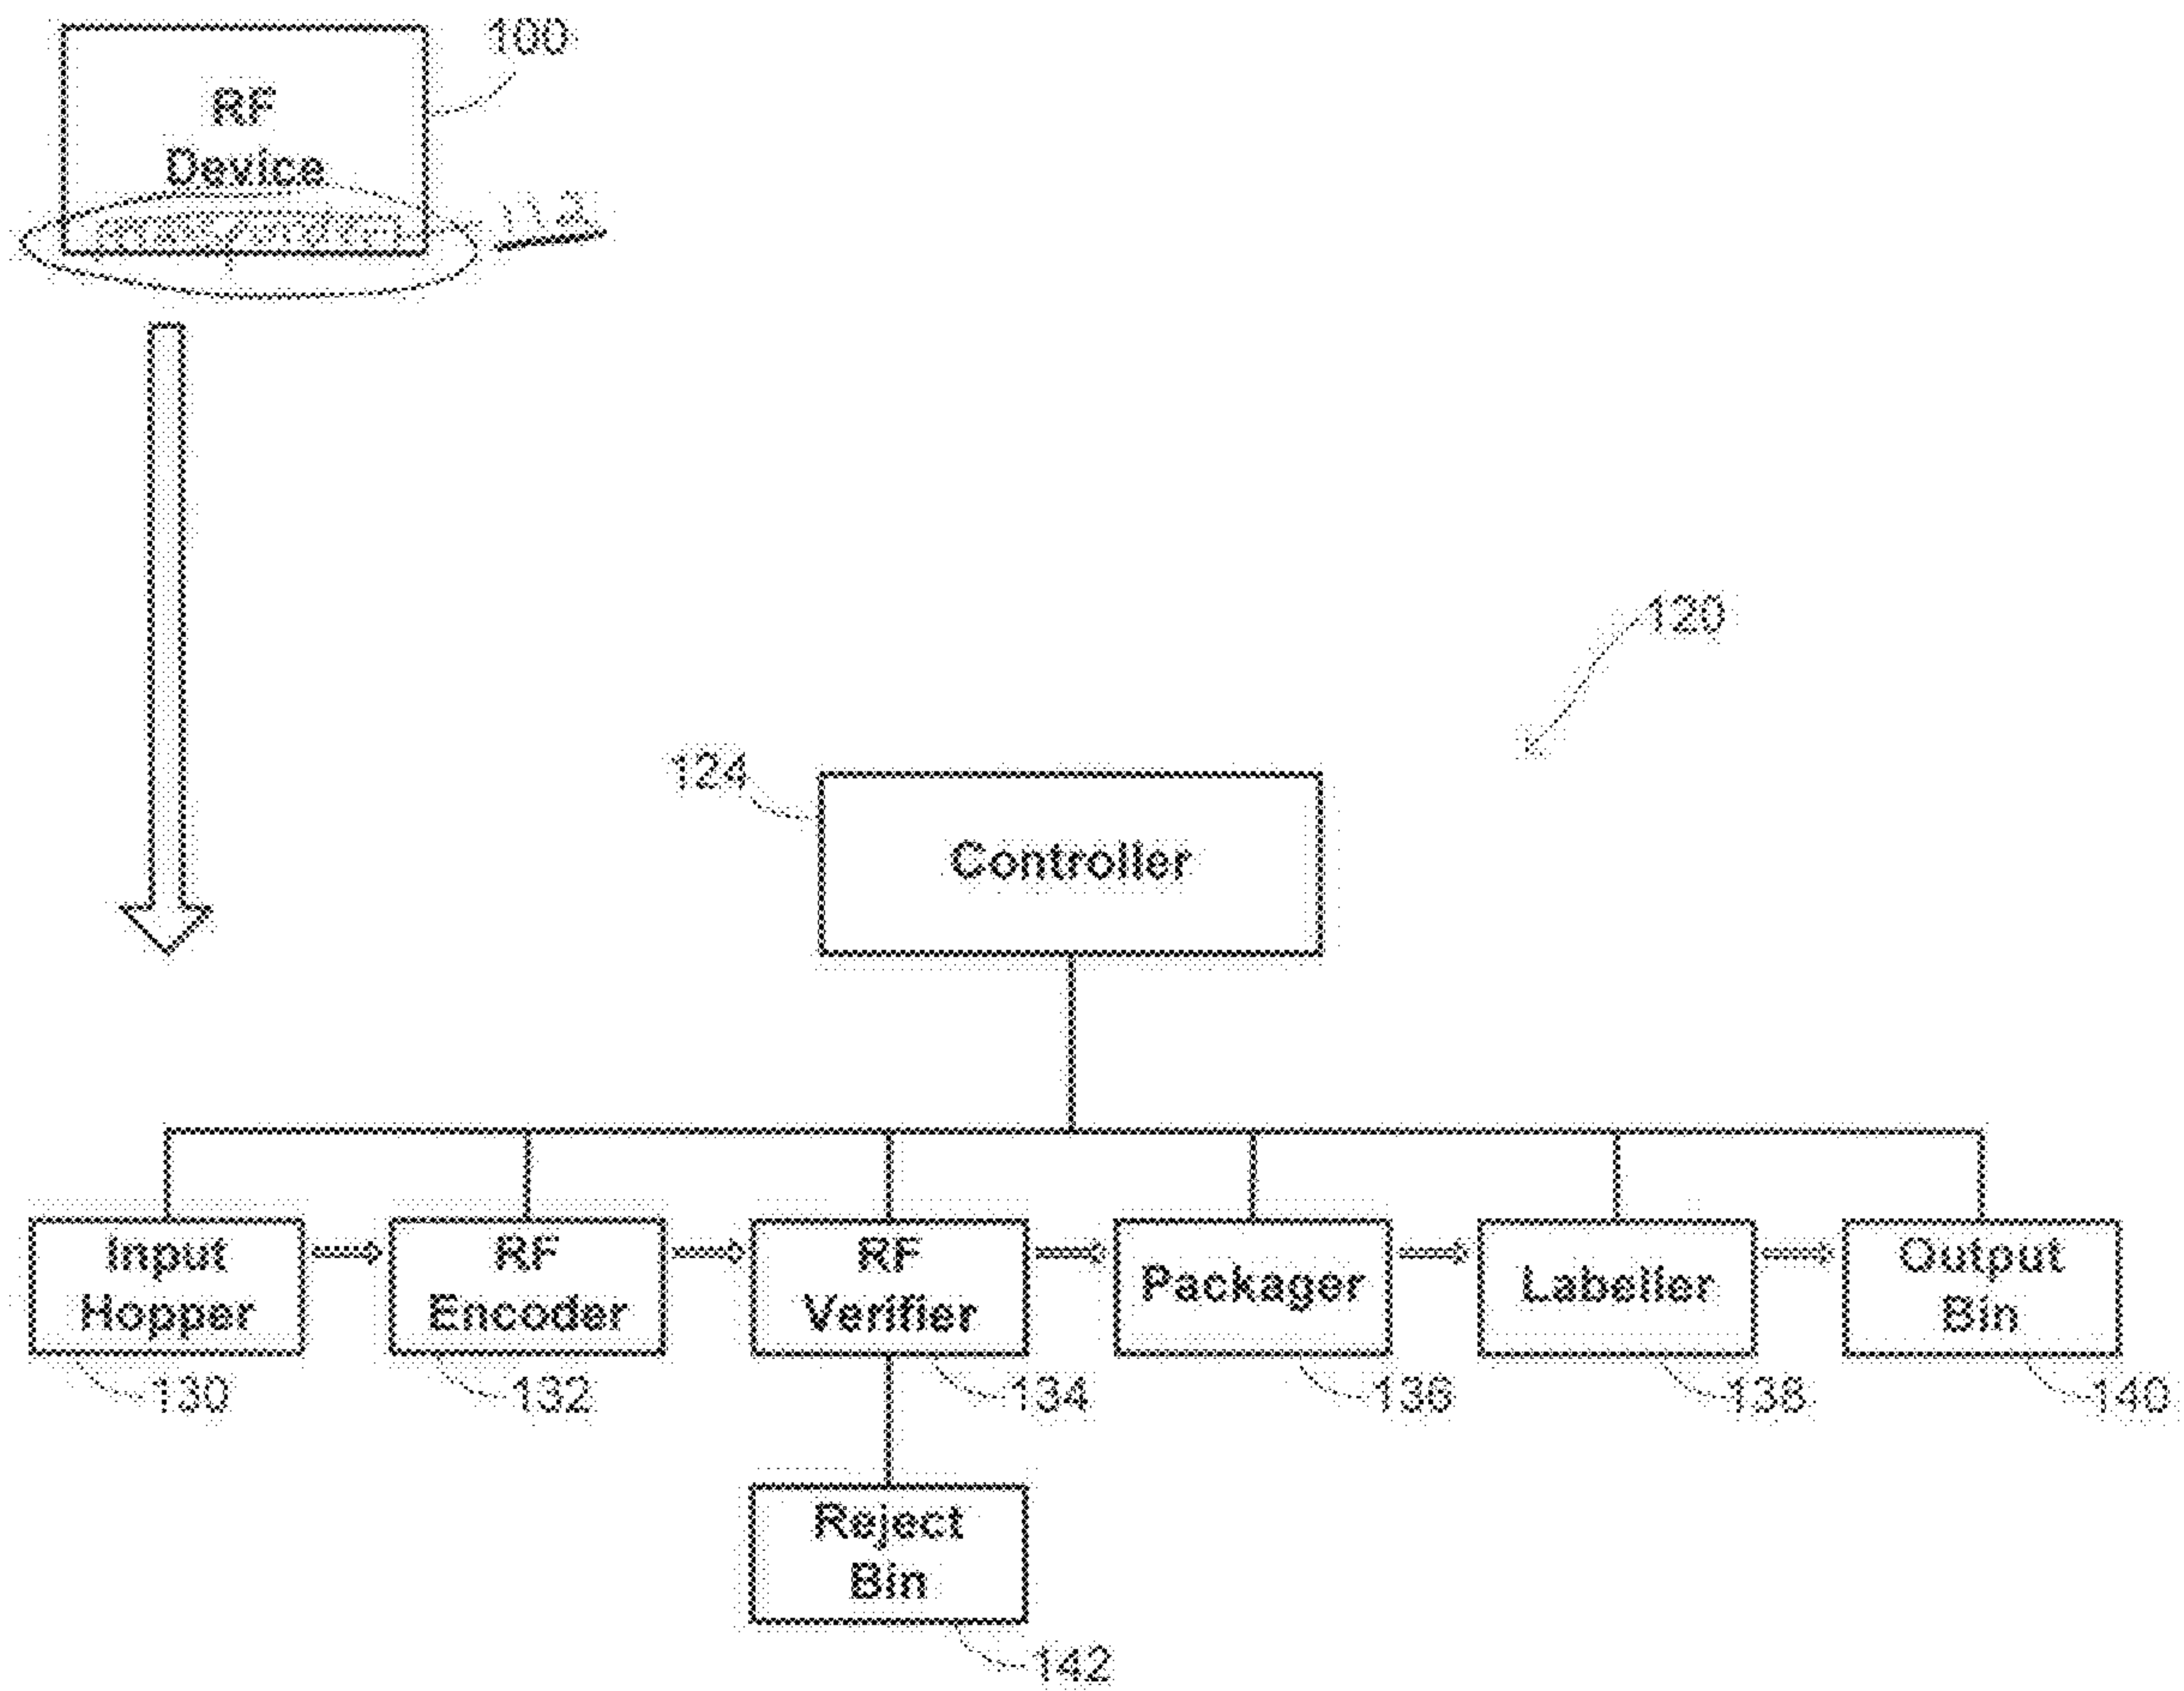 100
RF
Device
120
124
Controller
Input
Hopper
RF
Encoder
RF
Verifier
Packager
Labeller
Output
Bin
130
132
134
136
138
140
Reject
Bin
142